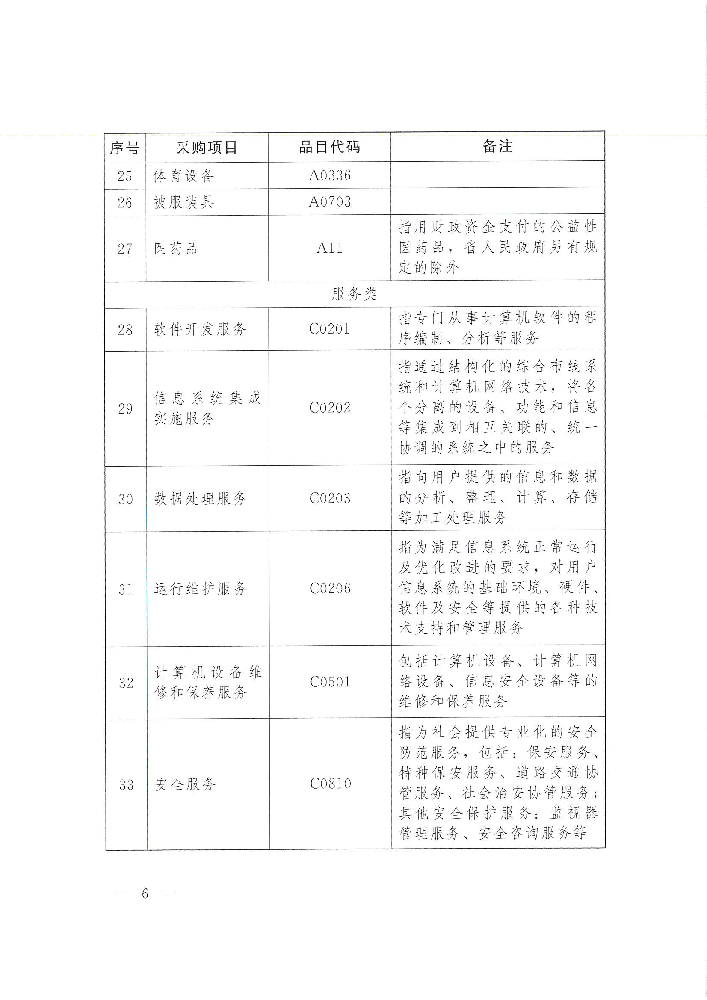 序号 采购项目 品目代码 备注
25 体育设备 A0336
26 被服装具 A0703
27 医药品 A11
指用财政资金支付的公益性
医药品，省人民政府另有规
定的除外
服务类
28 软件开发服务 C0201
指专门从事计算机软件的程
序编制、分析等服务
29
信息系统集成
实施服务
C0202
指通过结构化的综合布线系
统和计算机网络技术，将各
个分离的设备、功能和信息
等集成到相互关联的、统一
协调的系统之中的服务
30 数据处理服务 C0203
指向用户提供的信息和数据
的分析、整理、计算、存储
等加工处理服务
31 运行维护服务 C0206
指为满足信息系统正常运行
及优化改进的要求，对用户
信息系统的基础环境、硬件、
软件及安全等提供的各种技
术支持和管理服务
32
计算机设备维
修和保养服务
C0501
包括计算机设备、计算机网
络设备、信息安全设备等的
维修和保养服务
33 安全服务 C0810
指为社会提供专业化的安全
防范服务，包括：保安服务、
特种保安服务、道路交通协
管服务、社会治安协管服务；
其他安全保护服务：监视器
管理服务、安全咨询服务等
— 6 —